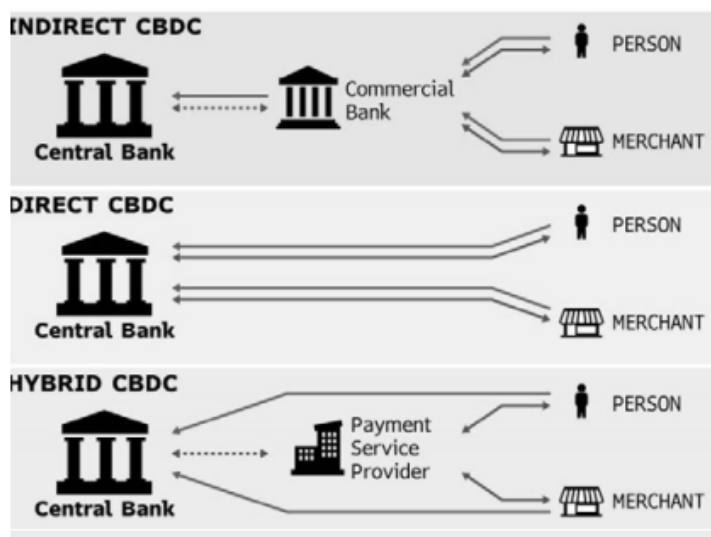 INDIRECT CBDC
Central Bank
Commercial
Bank
PERSON
MERCHANT
DIRECT CBDC
Central Bank
PERSON
MERCHANT
HYBRID CBDC
Central Bank
Payment
Service
Provider
PERSON
MERCHANT